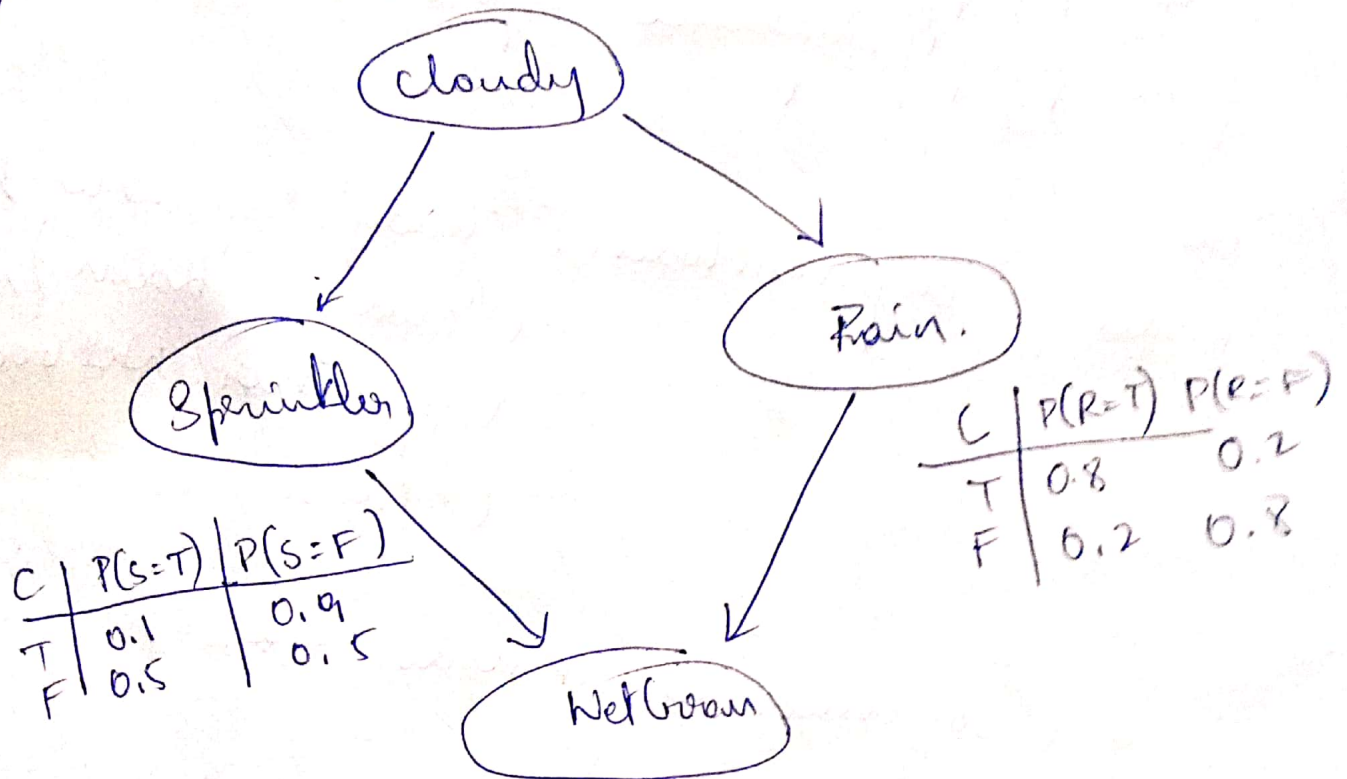 Cloudy
Sprinkler
Rain.
C P(R=T) P(R=F)
T 0.8 0.2
F 0.2 0.8
C P(S=T) P(S=F)
T 0.1 0.9
F 0.5 0.5